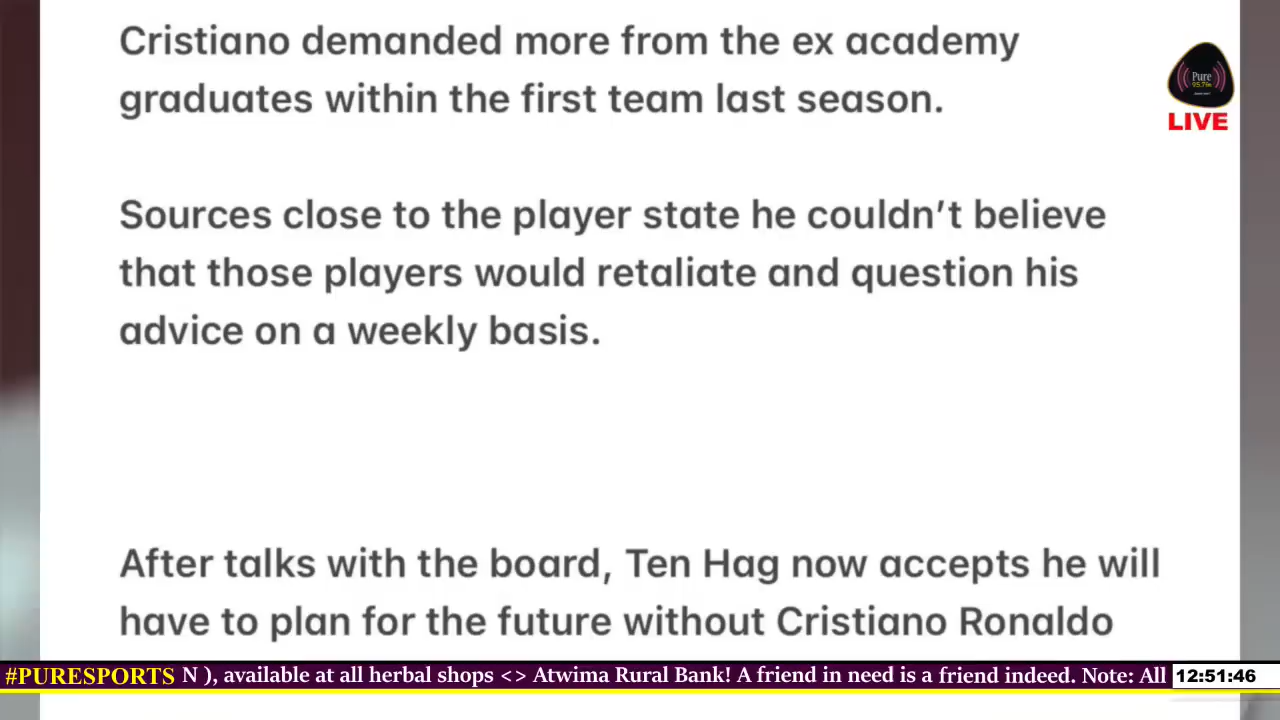 Cristiano demanded more from the ex academy
graduates within the first team last season.
Pure
95.7fm
LIVE
Sources close to the player state he couldn't believe
that those players would retaliate and question his
advice on a weekly basis.
After talks with the board, Ten Hag now accepts he will
have to plan for the future without Cristiano Ronaldo
#PURESPORTS N ), available at all herbal shops <> Atwima Rural Bank! A friend in need is a friend indeed. Note: All 12:51:46